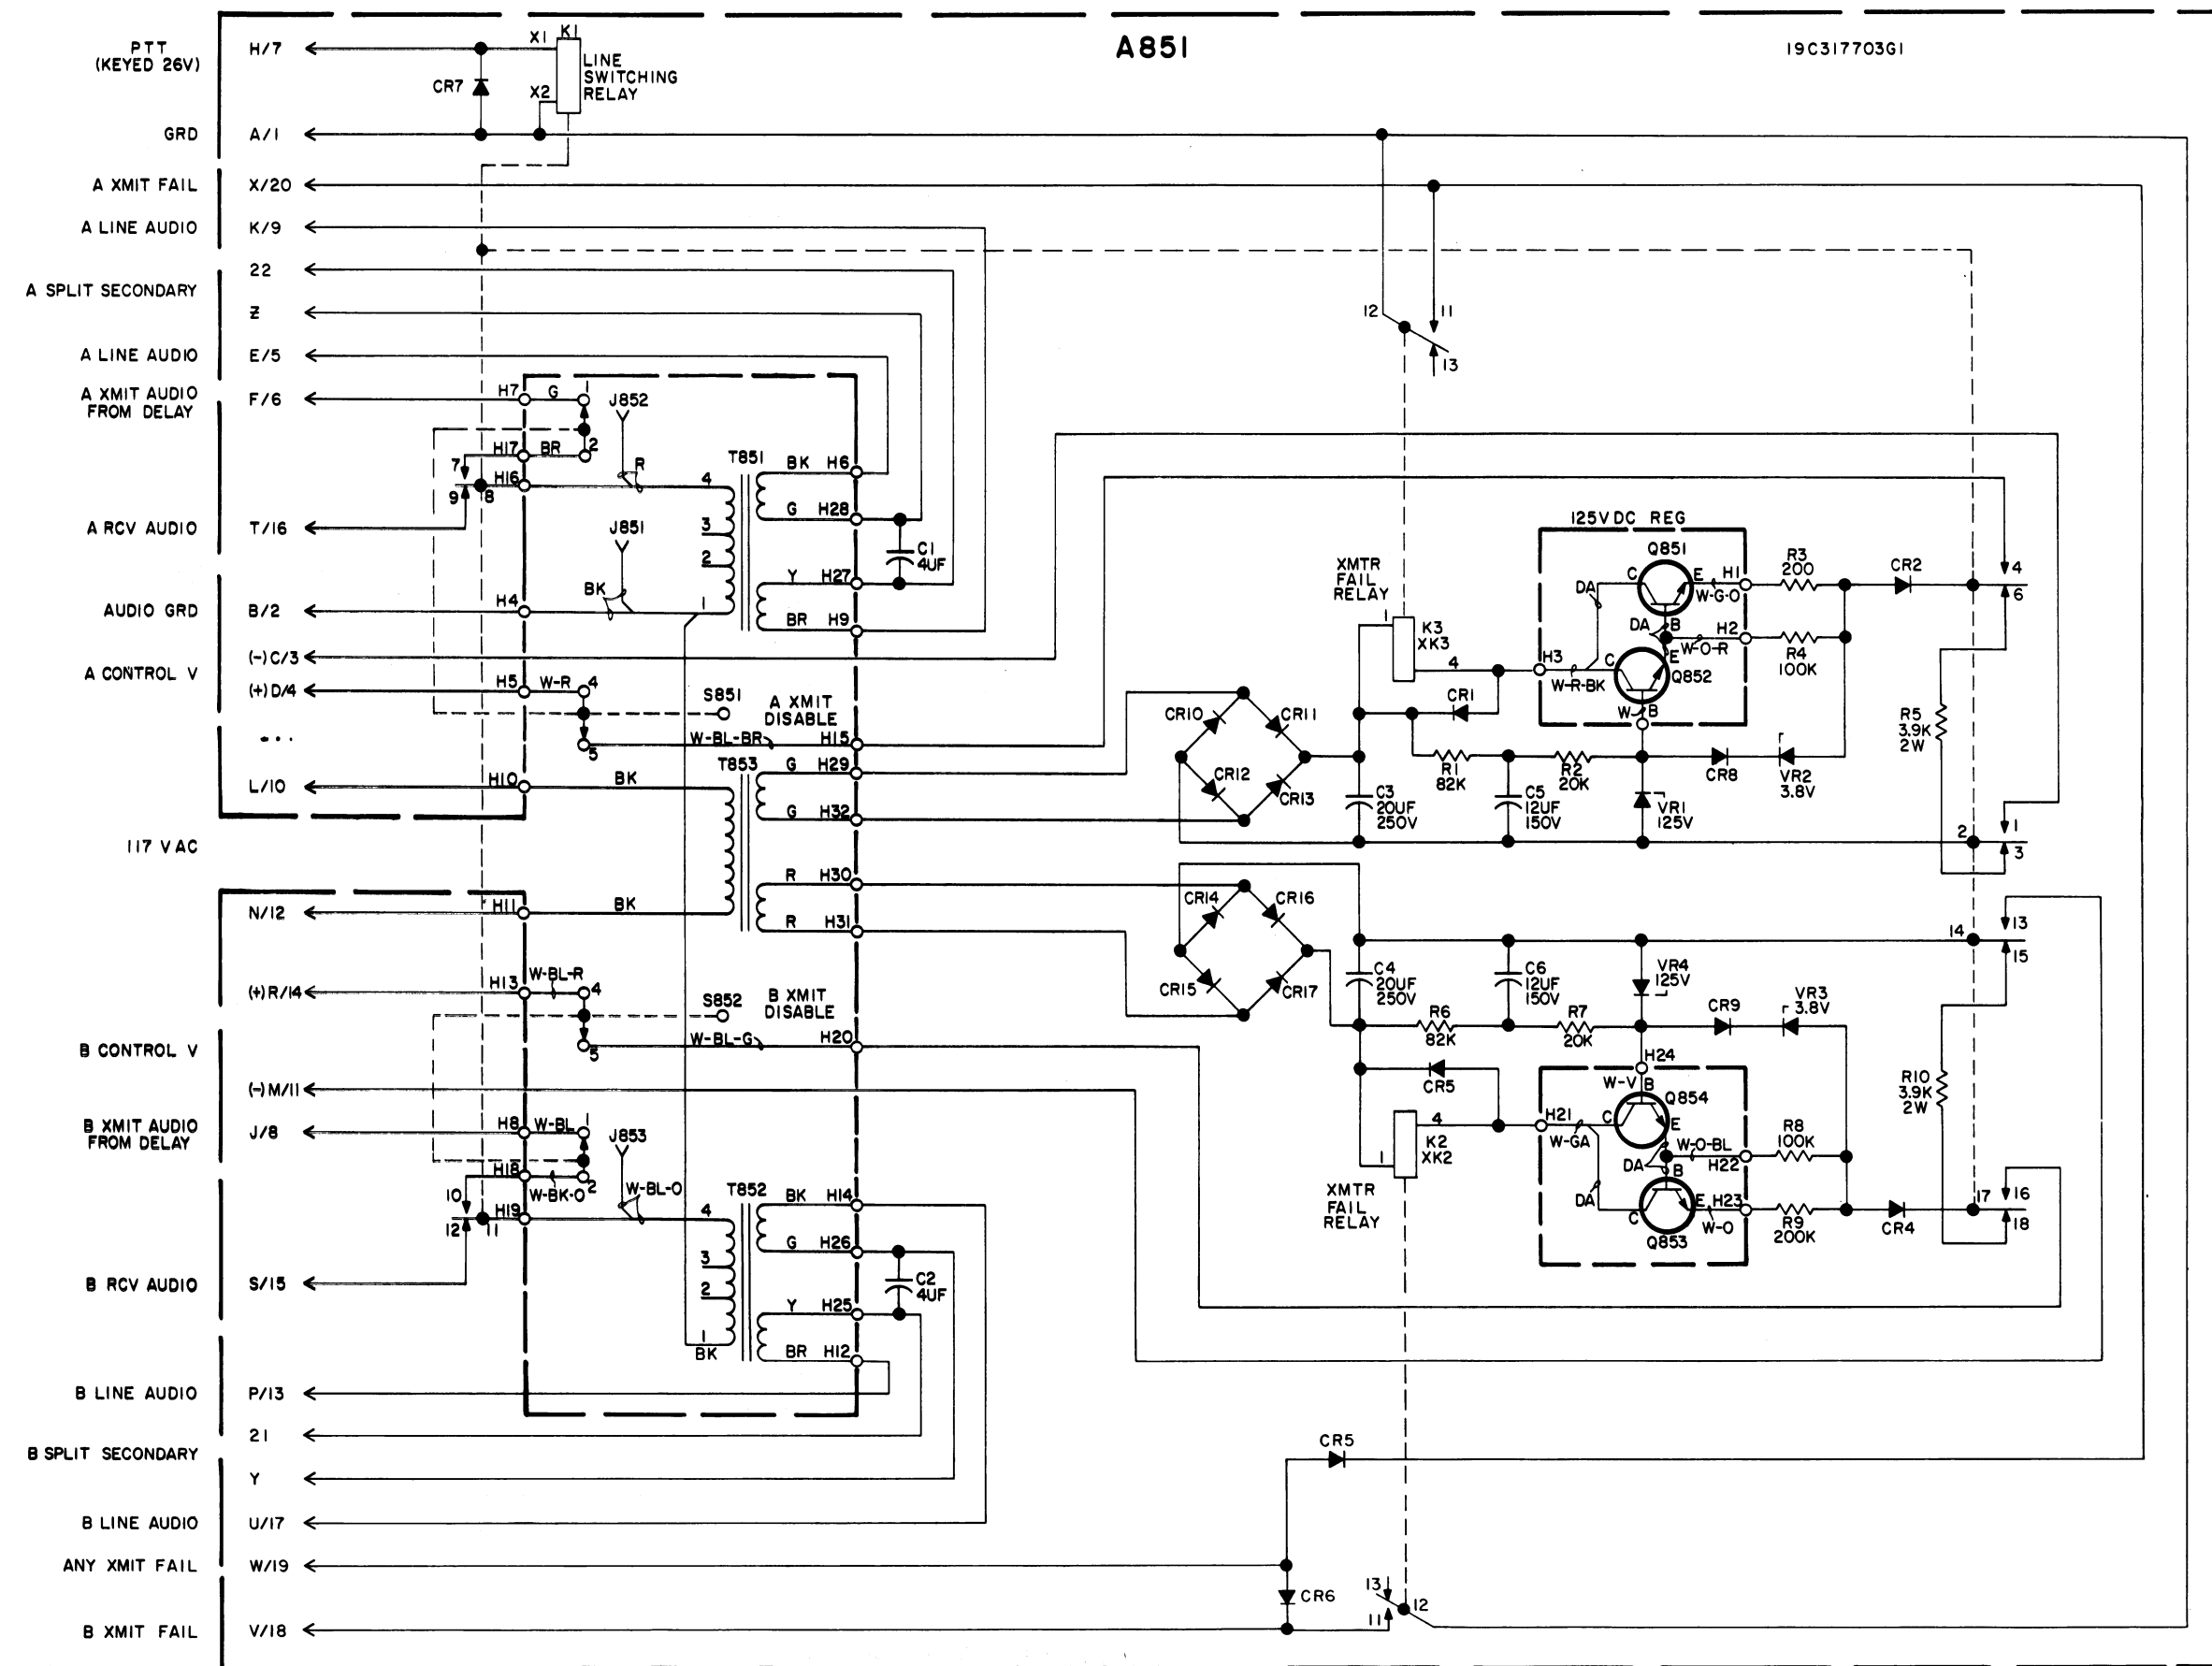 A851
19C317703G1
PTT
(KEYED 26V)
H/7
X1
K1
LINE
SWITCHING
RELAY
CR7
X2
GRD
A/1
A XMIT FAIL
X/20
A LINE AUDIO
K/9
22
A SPLIT SECONDARY
Z
A LINE AUDIO
E/5
A XMIT AUDIO
FROM DELAY
F/6
H7
G
1
J852
H17
BR
2
7
H16
9
8
R
4
T851
BK
H6
G
H28
3
2
J851
C1
4UF
A RCV AUDIO
T/16
Y
H27
BK
1
BR
H9
AUDIO GRD
B/2
H4
(-)C/3
A CONTROL V
(+)D/4
H5
W-R
4
S851
A XMIT
DISABLE
5
W-BL-BR
H15
L/10
H10
BK
T853
G
H29
G
H32
117 VAC
R
H30
N/12
H11
BK
R
H31
12
11
13
XMTR
FAIL
RELAY
1
K3
XK3
4
125VDC REG
Q851
C
E
H1
W-G-O
DA
DA
B
H2
W-O-R
H3
C
E
W-R-BK
Q852
W
B
R3
200
R4
100K
CR2
4
6
R5
3.9K
2W
CR1
CR10
CR11
CR12
CR13
R1
82K
R2
20K
CR8
VR2
3.8V
C3
20UF
250V
C5
12UF
150V
VR1
125V
2
1
3
CR14
CR16
CR15
CR17
14
13
15
C4
20UF
250V
C6
12UF
150V
VR4
125V
R6
82K
R7
20K
CR9
VR3
3.8V
CR5
H24
W-V
B
Q854
H21
C
E
W-GA
W-O-BL
H22
DA
B
DA
C
E
H23
W-O
Q853
R8
100K
R9
200K
CR4
17
16
18
R10
3.9K
2W
4
K2
XK2
1
XMTR
FAIL
RELAY
(+)R/14
H13
W-BL-R
4
S852
B XMIT
DISABLE
5
W-BL-G
H20
B CONTROL V
(-)M/11
B XMIT AUDIO
FROM DELAY
J/8
H8
W-BL
1
J853
H18
W-BK-O
2
10
H19
12
11
W-BL-O
4
T852
BK
H14
G
H26
3
2
C2
4UF
B RCV AUDIO
S/15
Y
H25
1
BK
BR
H12
B LINE AUDIO
P/13
21
B SPLIT SECONDARY
Y
B LINE AUDIO
U/17
ANY XMIT FAIL
W/19
CR5
CR6
13
12
11
B XMIT FAIL
V/18